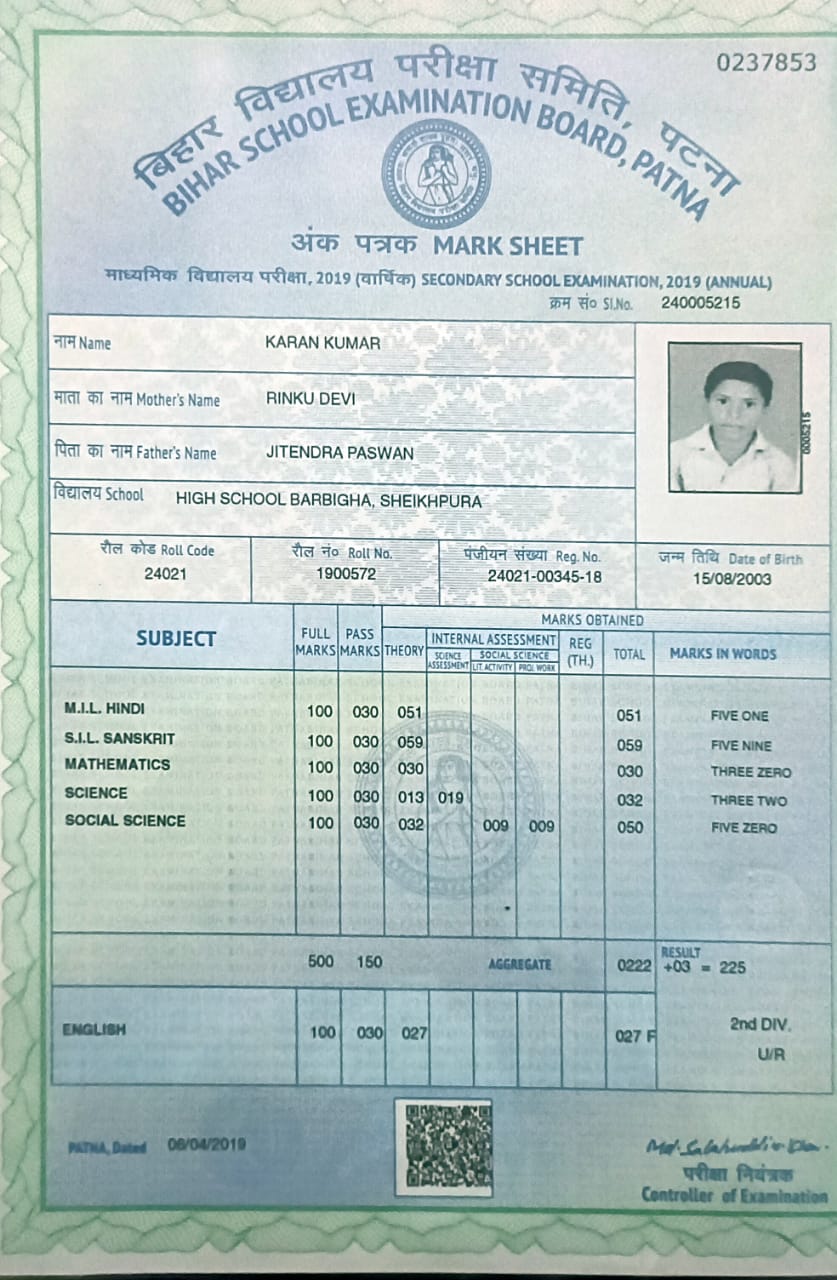 0237853
बिहार विद्यालय परीक्षा समिति, पटना
BIHAR SCHOOL EXAMINATION BOARD, PATNA
अंक पत्रक MARK SHEET
माध्यमिक विद्यालय परीक्षा, 2019 (वार्षिक) SECONDARY SCHOOL EXAMINATION, 2019 (ANNUAL)
क्रम सं० Sl.No. 240005215
नाम Name KARAN KUMAR
माता का नाम Mother's Name RINKU DEVI
0005215
पिता का नाम Father's Name JITENDRA PASWAN
विद्यालय School HIGH SCHOOL BARBIGHA, SHEIKHPURA
रौल कोड Roll Code रौल नं० Roll No. पंजीयन संख्या Reg. No. जन्म तिथि Date of Birth
24021 1900572 24021-00345-18 15/08/2003
MARKS OBTAINED
SUBJECT FULL MARKS PASS MARKS THEORY INTERNAL ASSESSMENT REG (TH.) TOTAL MARKS IN WORDS
SCIENCE ASSESSMENT SOCIAL SCIENCE
LIT. ACTIVITY PROJ. WORK
M.I.L. HINDI 100 030 051 051 FIVE ONE
S.I.L. SANSKRIT 100 030 059 059 FIVE NINE
MATHEMATICS 100 030 030 030 THREE ZERO
SCIENCE 100 030 013 019 032 THREE TWO
SOCIAL SCIENCE 100 030 032 009 009 050 FIVE ZERO
RESULT
500 150 AGGREGATE 0222 +03 = 225
ENGLISH 100 030 027 027 F 2nd DIV.
U/R
PATNA, Dated 06/04/2019
परीक्षा नियंत्रक
Controller of Examination